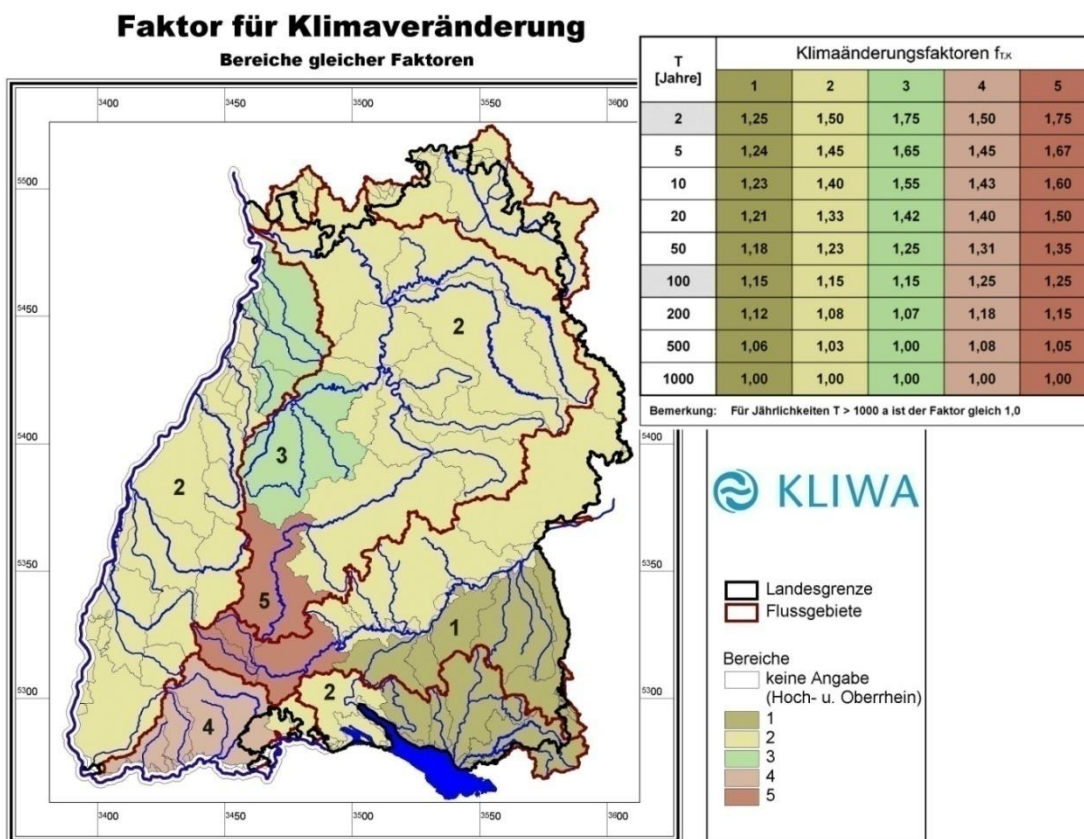 Faktor für Klimaveränderung
Bereiche gleicher Faktoren
3400 3450 3500 3550 3600
5500
5450
5400
5350
5300
5400
5350
5300
2
3
2
5
1
2
4
3400 3450 3500 3550 3600
T [Jahre] Klimaänderungsfaktoren fT,K
1 2 3 4 5
2 1,25 1,50 1,75 1,50 1,75
5 1,24 1,45 1,65 1,45 1,67
10 1,23 1,40 1,55 1,43 1,60
20 1,21 1,33 1,42 1,40 1,50
50 1,18 1,23 1,25 1,31 1,35
100 1,15 1,15 1,15 1,25 1,25
200 1,12 1,08 1,07 1,18 1,15
500 1,06 1,03 1,00 1,08 1,05
1000 1,00 1,00 1,00 1,00 1,00
Bemerkung: Für Jährlichkeiten T > 1000 a ist der Faktor gleich 1,0
KLIWA
Landesgrenze
Flussgebiete
Bereiche
keine Angabe
(Hoch- u. Oberrhein)
1
2
3
4
5